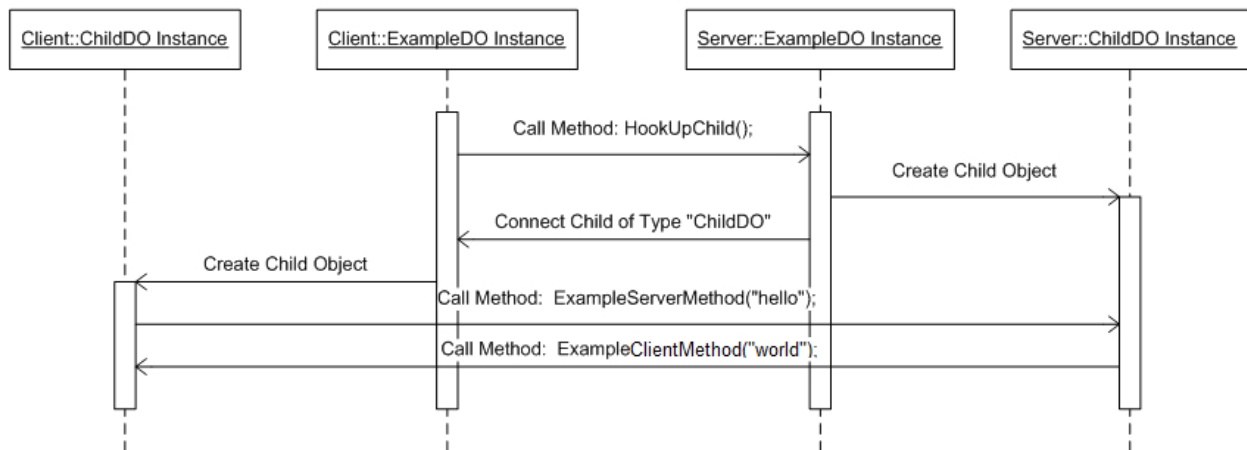 Client::ChildDO Instance
Client::ExampleDO Instance
Server::ExampleDO Instance
Server::ChildDO Instance
Call Method: HookUpChild();
Create Child Object
Connect Child of Type "ChildDO"
Create Child Object
Call Method:  ExampleServerMethod("hello");
Call Method:  ExampleClientMethod("world");